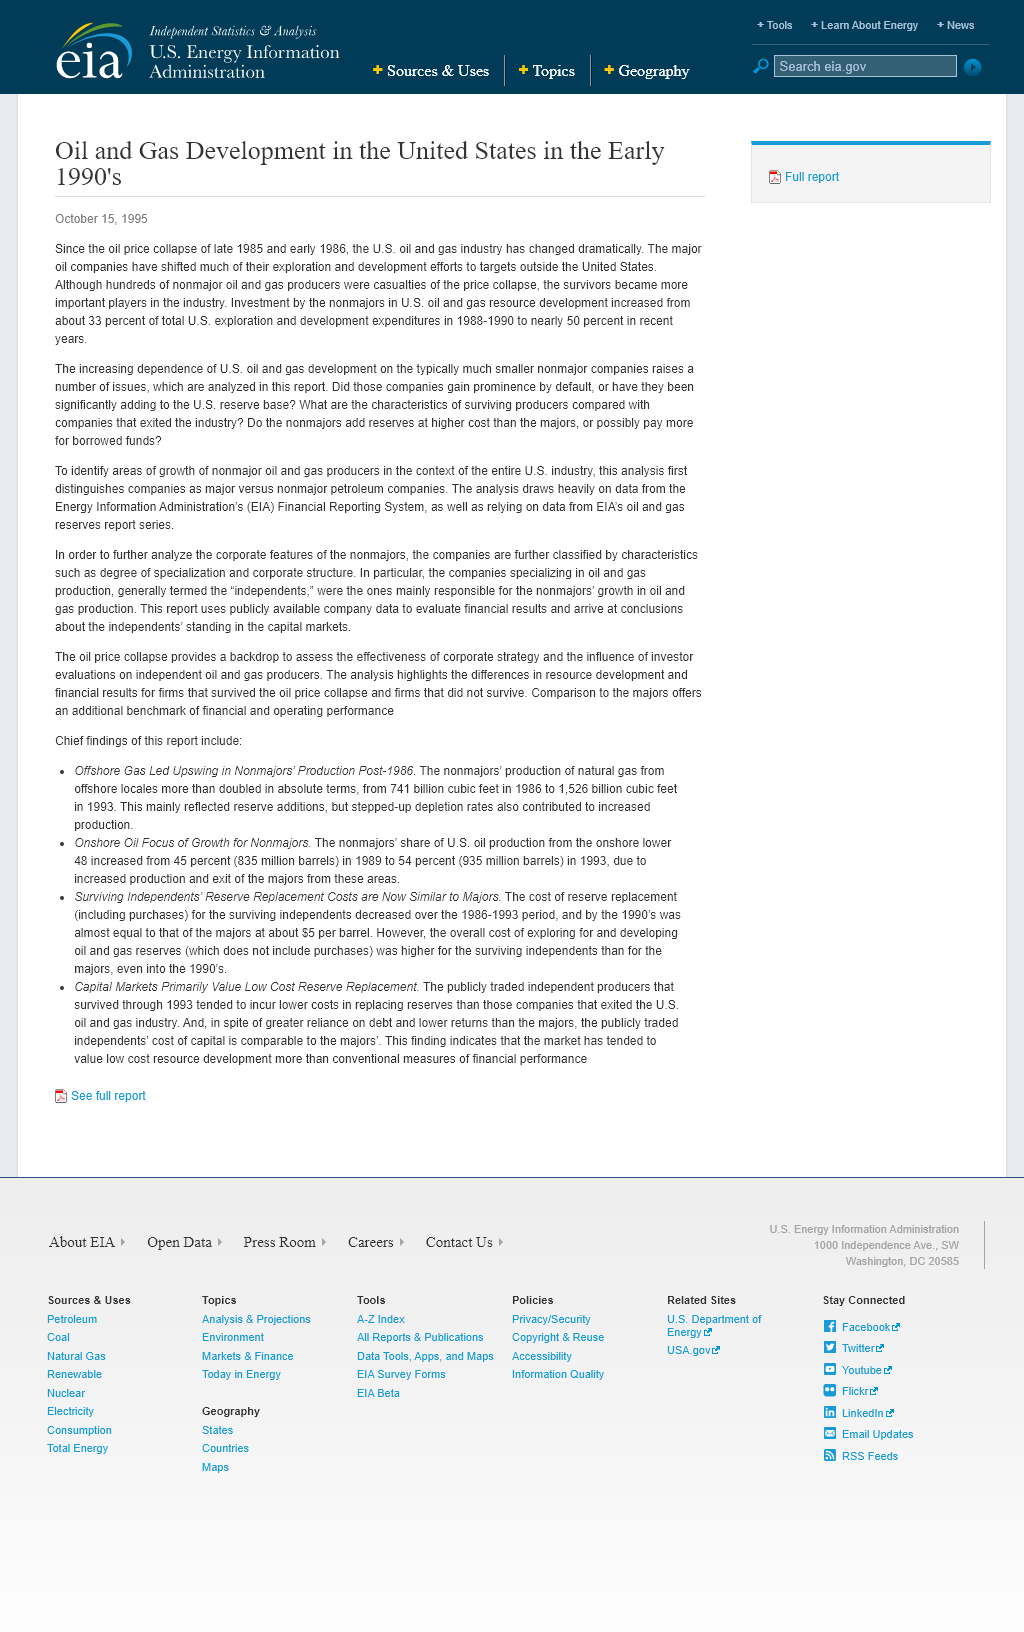 Independent Statistics & Analysis
U.S. Energy Information
Administration
eia
Sources & Uses
Topics
Geography
Tools
Learn About Energy
News
Search eia.gov
Oil and Gas Development in the United States in the Early
1990's
Full report
October 15, 1995
Since the oil price collapse of late 1985 and early 1986, the U.S. oil and gas industry has changed dramatically. The major
oil companies have shifted much of their exploration and development efforts to targets outside the United States.
Although hundreds of nonmajor oil and gas producers were casualties of the price collapse, the survivors became more
important players in the industry. Investment by the nonmajors in U.S. oil and gas resource development increased from
about 33 percent of total U.S. exploration and development expenditures in 1988-1990 to nearly 50 percent in recent
years.
The increasing dependence of U.S. oil and gas development on the typically much smaller nonmajor companies raises a
number of issues, which are analyzed in this report. Did those companies gain prominence by default, or have they been
significantly adding to the U.S. reserve base? What are the characteristics of surviving producers compared with
companies that exited the industry? Do the nonmajors add reserves at higher cost than the majors, or possibly pay more
for borrowed funds?
To identify areas of growth of nonmajor oil and gas producers in the context of the entire U.S. industry, this analysis first
distinguishes companies as major versus nonmajor petroleum companies. The analysis draws heavily on data from the
Energy Information Administration's (EIA) Financial Reporting System, as well as relying on data from EIA's oil and gas
reserves report series.
In order to further analyze the corporate features of the nonmajors, the companies are further classified by characteristics
such as degree of specialization and corporate structure. In particular, the companies specializing in oil and gas
production, generally termed the “independents,” were the ones mainly responsible for the nonmajors’ growth in oil and
gas production. This report uses publicly available company data to evaluate financial results and arrive at conclusions
about the independents’ standing in the capital markets.
The oil price collapse provides a backdrop to assess the effectiveness of corporate strategy and the influence of investor
evaluations on independent oil and gas producers. The analysis highlights the differences in resource development and
financial results for firms that survived the oil price collapse and firms that did not survive. Comparison to the majors offers
an additional benchmark of financial and operating performance
Chief findings of this report include:
• Offshore Gas Led Upswing in Nonmajors’ Production Post-1986. The nonmajors’ production of natural gas from
offshore locales more than doubled in absolute terms, from 741 billion cubic feet in 1986 to 1,526 billion cubic feet
in 1993. This mainly reflected reserve additions, but stepped-up depletion rates also contributed to increased
production.
• Onshore Oil Focus of Growth for Nonmajors. The nonmajors’ share of U.S. oil production from the onshore lower
48 increased from 45 percent (835 million barrels) in 1989 to 54 percent (935 million barrels) in 1993, due to
increased production and exit of the majors from these areas.
• Surviving Independents’ Reserve Replacement Costs are Now Similar to Majors. The cost of reserve replacement
(including purchases) for the surviving independents decreased over the 1986-1993 period, and by the 1990’s was
almost equal to that of the majors at about $5 per barrel. However, the overall cost of exploring for and developing
oil and gas reserves (which does not include purchases) was higher for the surviving independents than for the
majors, even into the 1990’s.
• Capital Markets Primarily Value Low Cost Reserve Replacement. The publicly traded independent producers that
survived through 1993 tended to incur lower costs in replacing reserves than those companies that exited the U.S.
oil and gas industry. And, in spite of greater reliance on debt and lower returns than the majors, the publicly traded
independents’ cost of capital is comparable to the majors’. This finding indicates that the market has tended to
value low cost resource development more than conventional measures of financial performance
See full report
About EIA
Open Data
Press Room
Careers
Contact Us
U.S. Energy Information Administration
1000 Independence Ave., SW
Washington, DC 20585
Sources & Uses
Petroleum
Coal
Natural Gas
Renewable
Nuclear
Electricity
Consumption
Total Energy
Topics
Analysis & Projections
Environment
Markets & Finance
Today in Energy
Geography
States
Countries
Maps
Tools
A-Z Index
All Reports & Publications
Data Tools, Apps, and Maps
EIA Survey Forms
EIA Beta
Policies
Privacy/Security
Copyright & Reuse
Accessibility
Information Quality
Related Sites
U.S. Department of
Energy
USA.gov
Stay Connected
Facebook
Twitter
Youtube
Flickr
LinkedIn
Email Updates
RSS Feeds